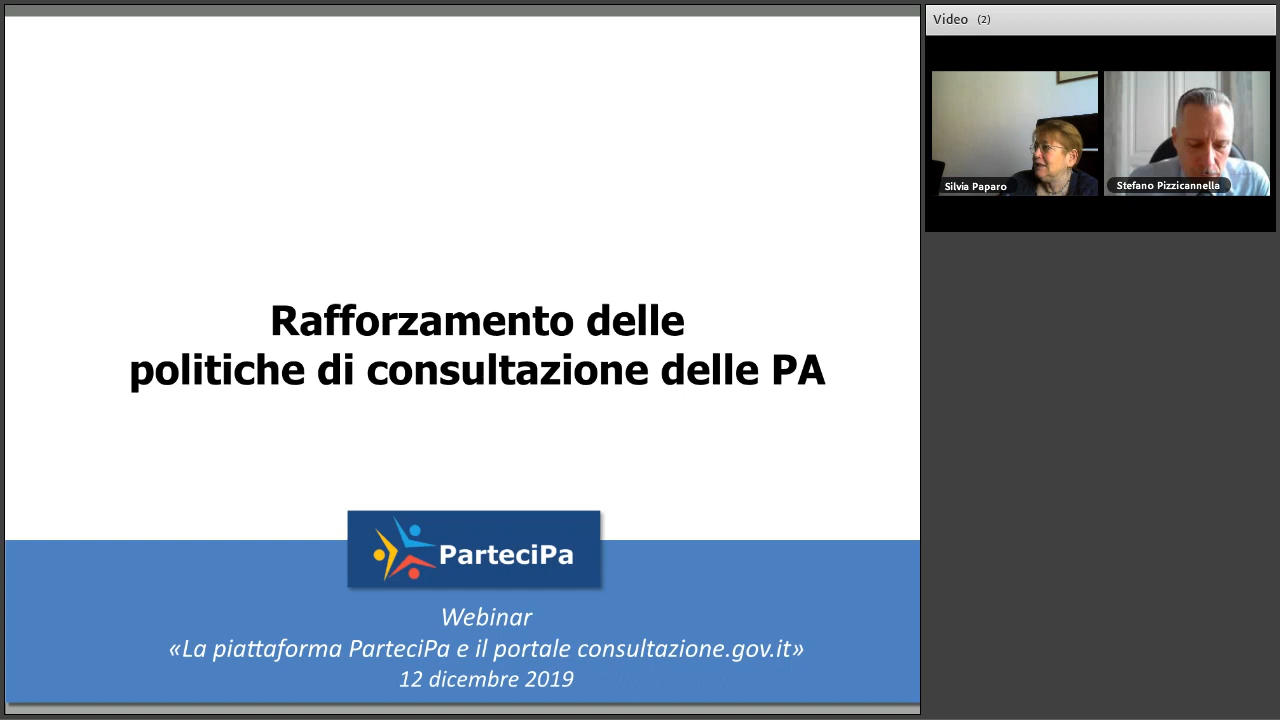 Rafforzamento delle
politiche di consultazione delle PA
ParteciPa
Webinar
«La piattaforma ParteciPa e il portale consultazione.gov.it»
12 dicembre 2019
Video (2)
Silvia Paparo
Stefano Pizzicannella